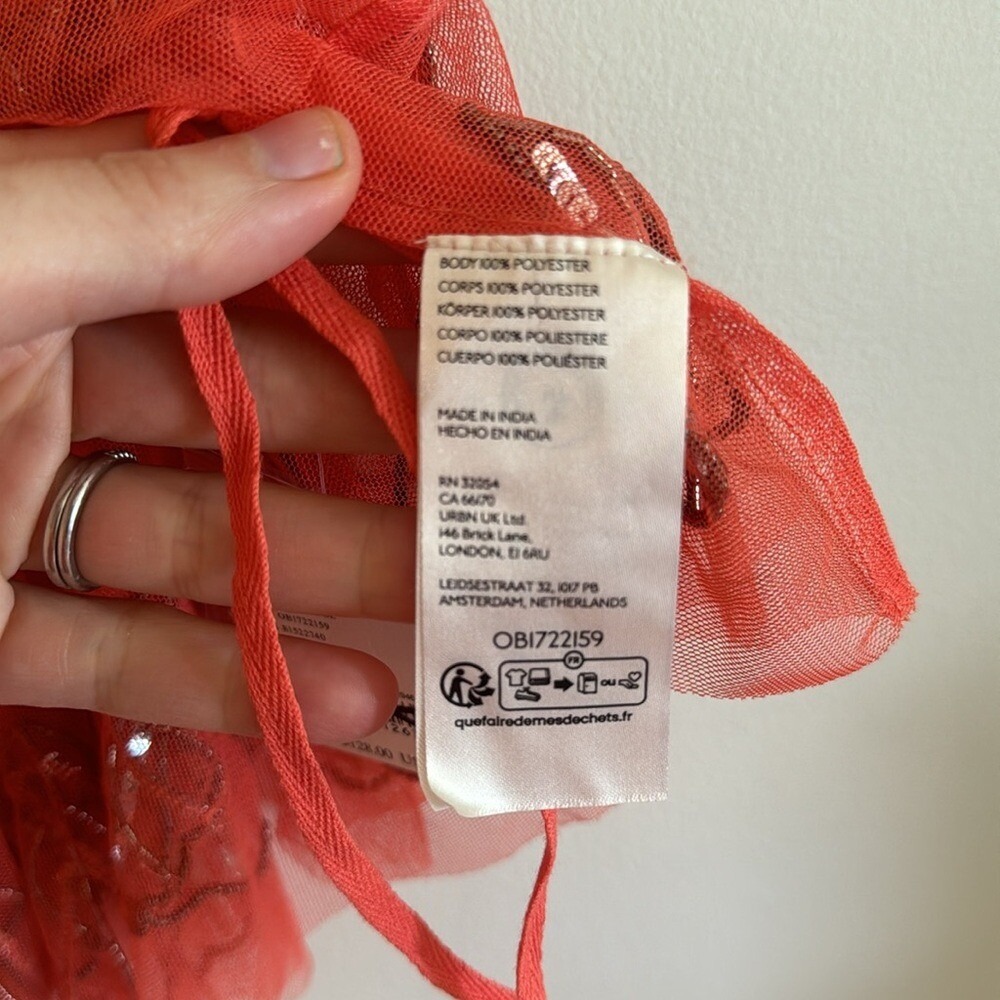 BODY 100% POLYESTER
CORPS 100% POLYESTER
KÖRPER 100% POLYESTER
CORPO 100% POLIESTERE
CUERPO 100% POLIÉSTER
MADE IN INDIA
HECHO EN INDIA
RN 32054
CA 66170
URBN UK Ltd.
146 Brick Lane,
LONDON, E1 6RU
LEIDSESTRAAT 32, 1017 PB
AMSTERDAM, NETHERLANDS
OB1722159
FR
ou
quefairedemesdechets.fr
OB1722159